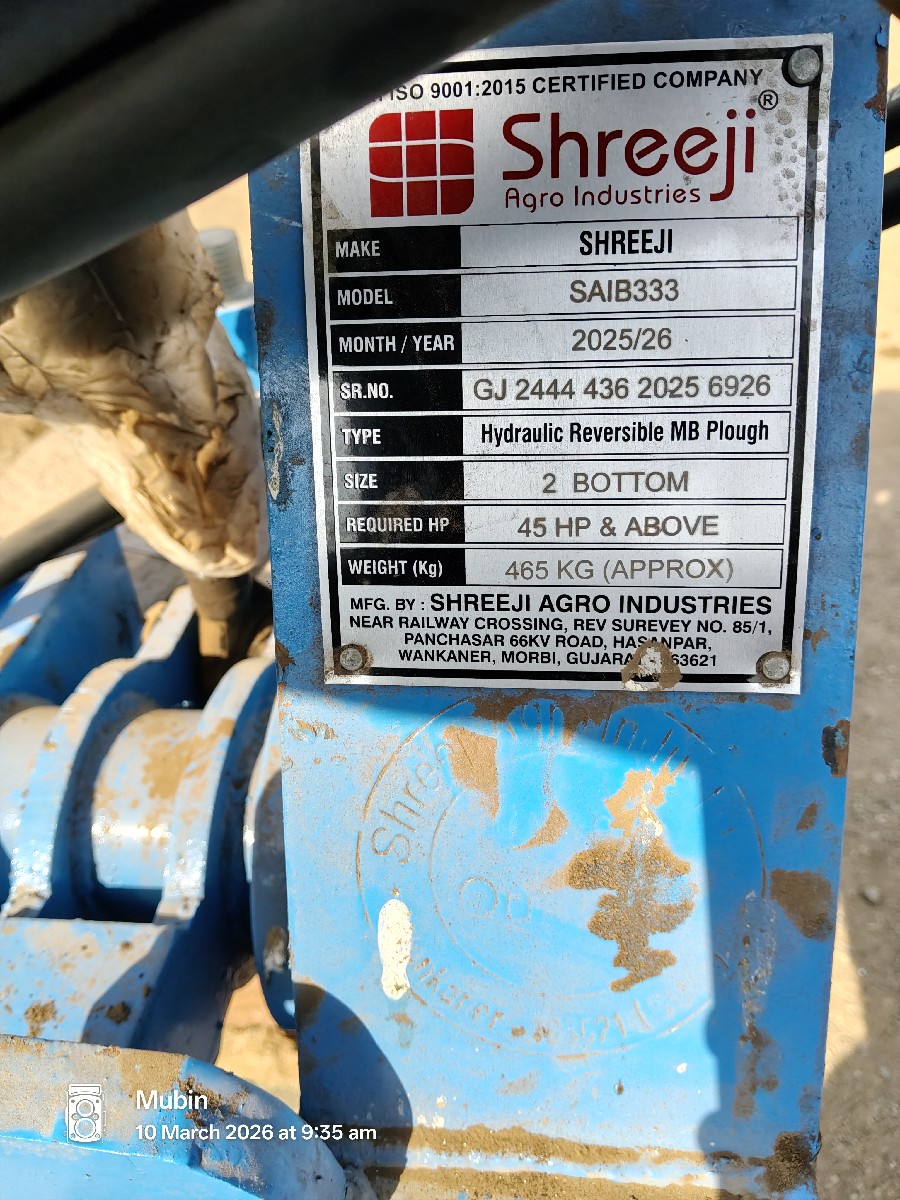 ISO 9001:2015 CERTIFIED COMPANY
Shreeji ®
Agro Industries
MAKE SHREEJI
MODEL SAIB333
MONTH / YEAR 2025/26
SR.NO. GJ 2444 436 2025 6926
TYPE Hydraulic Reversible MB Plough
SIZE 2 BOTTOM
REQUIRED HP 45 HP & ABOVE
WEIGHT (Kg) 465 KG (APPROX)
MFG. BY : SHREEJI AGRO INDUSTRIES
NEAR RAILWAY CROSSING, REV SUREVEY NO. 85/1,
PANCHASAR 66KV ROAD, HASANPAR,
WANKANER, MORBI,
Mubin
10 March 2026 at 9:35 am